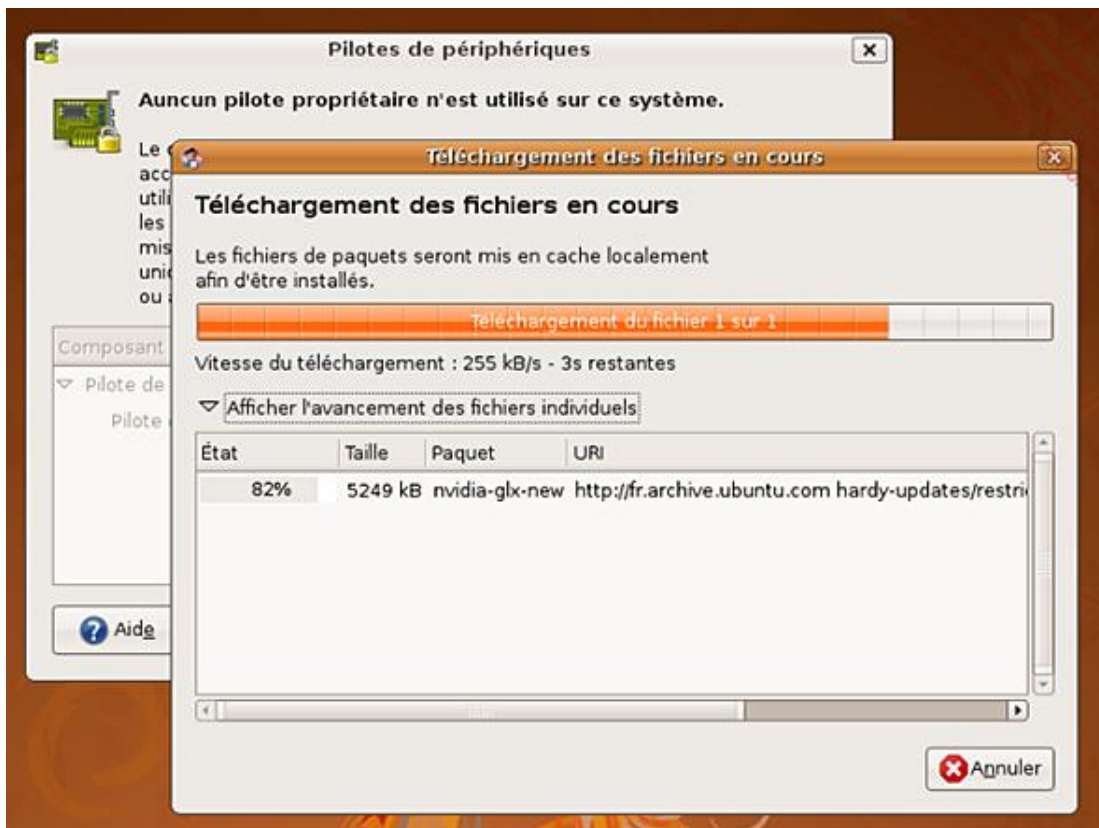 Pilotes de périphériques
Auncun pilote propriétaire n'est utilisé sur ce système.
Le
acc
utili
les
mis
uni
ou
Composant
Pilote de
Pilote
Aide
Téléchargement des fichiers en cours
Téléchargement des fichiers en cours
Les fichiers de paquets seront mis en cache localement
afin d'être installés.
Téléchargement du fichier 1 sur 1
Vitesse du téléchargement : 255 kB/s - 3s restantes
Afficher l'avancement des fichiers individuels
État Taille Paquet URI
82% 5249 kB nvidia-glx-new http://fr.archive.ubuntu.com hardy-updates/restri
Annuler